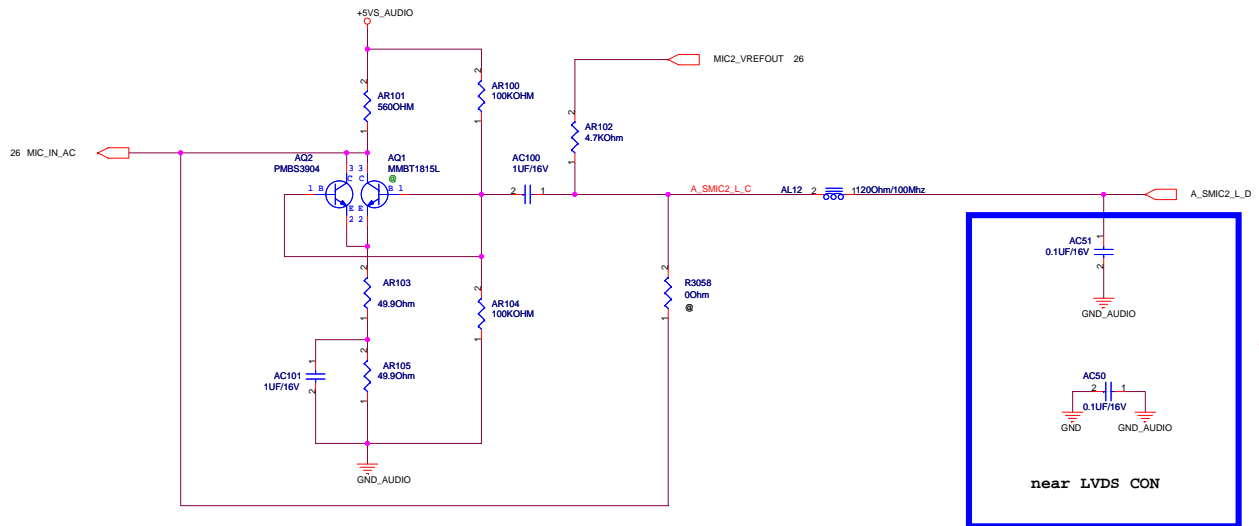 +5VS_AUDIO
MIC2_VREFOUT 26
2
AR101
560OHM
1
2
AR100
100KOHM
1
2
AR102
4.7KOhm
1
26 MIC_IN_AC
AQ2
PMBS3904
AQ1
MMBT1815L
@
AC100
1UF/16V
1 B
3 3
C C
B 1
E E
2 2
2 1
A_SMIC2_L_C
AL12
2
1
120Ohm/100Mhz
A_SMIC2_L_D
2
AR103
49.9Ohm
1
2
AR104
100KOHM
1
2
R3058
0Ohm
@
1
1
AC51
0.1UF/16V
2
GND_AUDIO
1
AC101
1UF/16V
2
2
AR105
49.9Ohm
1
GND_AUDIO
AC50
2 1
0.1UF/16V
GND
GND_AUDIO
near LVDS CON